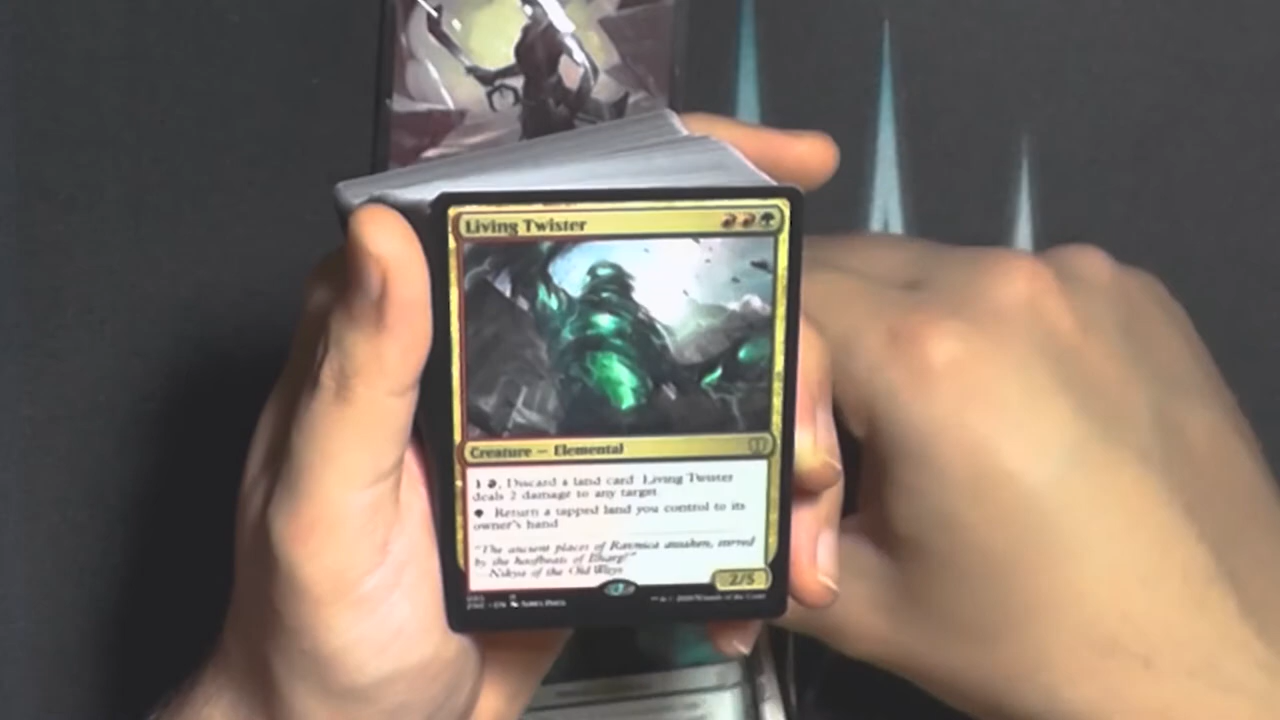 Living Twister
Creature — Elemental
1 , Discard a land card: Living Twister
deals 2 damage to any target.
Return a tapped land you control to its
owner's hand
"The ancient places of Ravnica awaken, stirred
by the hoofbeats of Ilharg!"
—Nikya of the Old Ways
2/5